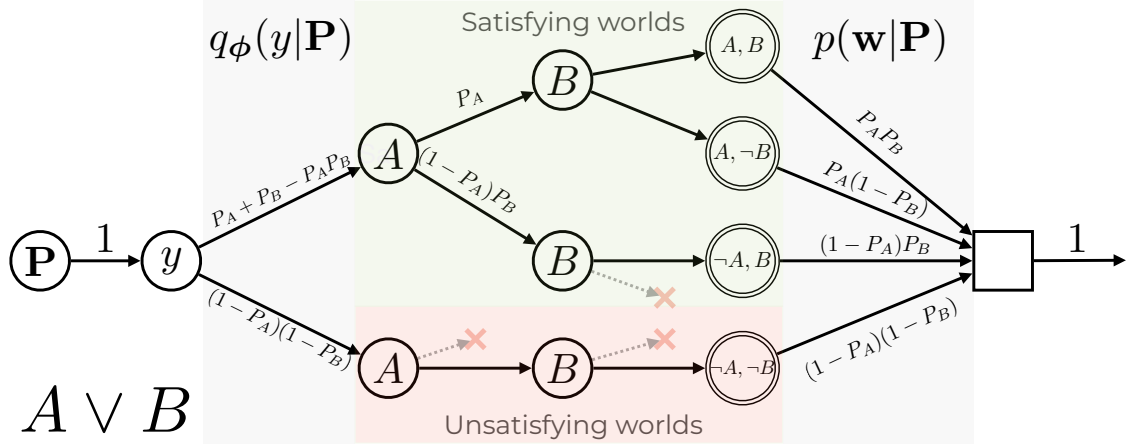 Satisfying worlds
q_ϕ(y|𝐏)
p(𝐰|𝐏)
A, B
B
P_A
P_A P_B
A
A, ¬B
P_A + P_B − P_A P_B
(1−P_A)P_B
P_A(1−P_B)
1
𝐏
y
B
¬A, B
(1−P_A)P_B
1
(1−P_A)(1−P_B)
A
B
¬A, ¬B
(1−P_A)(1−P_B)
A ∨ B
Unsatisfying worlds